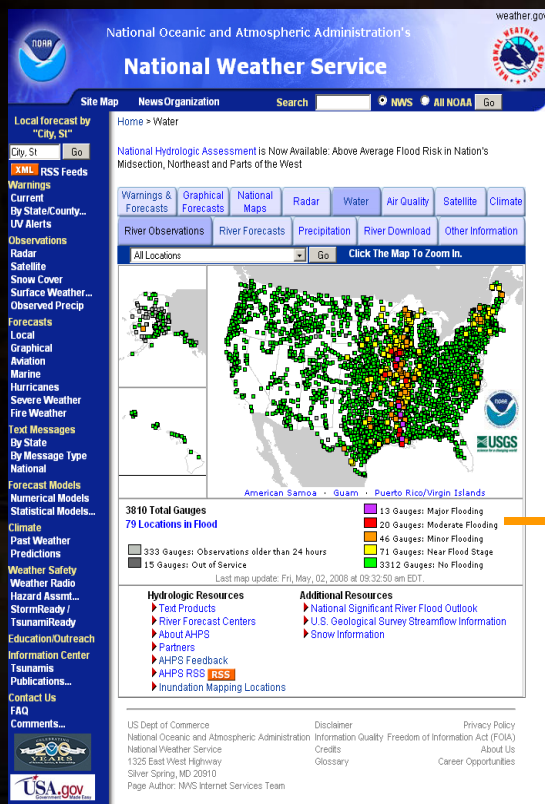 weather.gov
National Oceanic and Atmospheric Administration's
National Weather Service
NOAA
NATIONAL WEATHER SERVICE
Site Map News Organization Search NWS All NOAA Go
Local forecast by
"City, St"
City, St Go
XML RSS Feeds
Warnings
Current
By State/County...
UV Alerts
Observations
Radar
Satellite
Snow Cover
Surface Weather...
Observed Precip
Forecasts
Local
Graphical
Aviation
Marine
Hurricanes
Severe Weather
Fire Weather
Text Messages
By State
By Message Type
National
Forecast Models
Numerical Models
Statistical Models...
Climate
Past Weather
Predictions
Weather Safety
Weather Radio
Hazard Assmt...
StormReady /
TsunamiReady
Education/Outreach
Information Center
Tsunamis
Publications...
Contact Us
FAQ
Comments...
200
YEARS
USA.gov
Government Made Easy
Home > Water
National Hydrologic Assessment is Now Available: Above Average Flood Risk in Nation's
Midsection, Northeast and Parts of the West
Warnings & Forecasts Graphical Forecasts National Maps Radar Water Air Quality Satellite Climate
River Observations River Forecasts Precipitation River Download Other Information
All Locations Go Click The Map To Zoom In.
NOAA
USGS
American Samoa · Guam · Puerto Rico/Virgin Islands
3810 Total Gauges
79 Locations in Flood
333 Gauges: Observations older than 24 hours
15 Gauges: Out of Service
13 Gauges: Major Flooding
20 Gauges: Moderate Flooding
46 Gauges: Minor Flooding
71 Gauges: Near Flood Stage
3312 Gauges: No Flooding
Last map update: Fri, May, 02, 2008 at 09:32:50 am EDT.
Hydrologic Resources
Text Products
River Forecast Centers
About AHPS
Partners
AHPS Feedback
AHPS RSS RSS
Inundation Mapping Locations
Additional Resources
National Significant River Flood Outlook
U.S. Geological Survey Streamflow Information
Snow Information
US Dept of Commerce
National Oceanic and Atmospheric Administration
National Weather Service
1325 East West Highway
Silver Spring, MD 20910
Page Author: NWS Internet Services Team
Disclaimer
Information Quality
Credits
Glossary
Privacy Policy
Freedom of Information Act (FOIA)
About Us
Career Opportunities